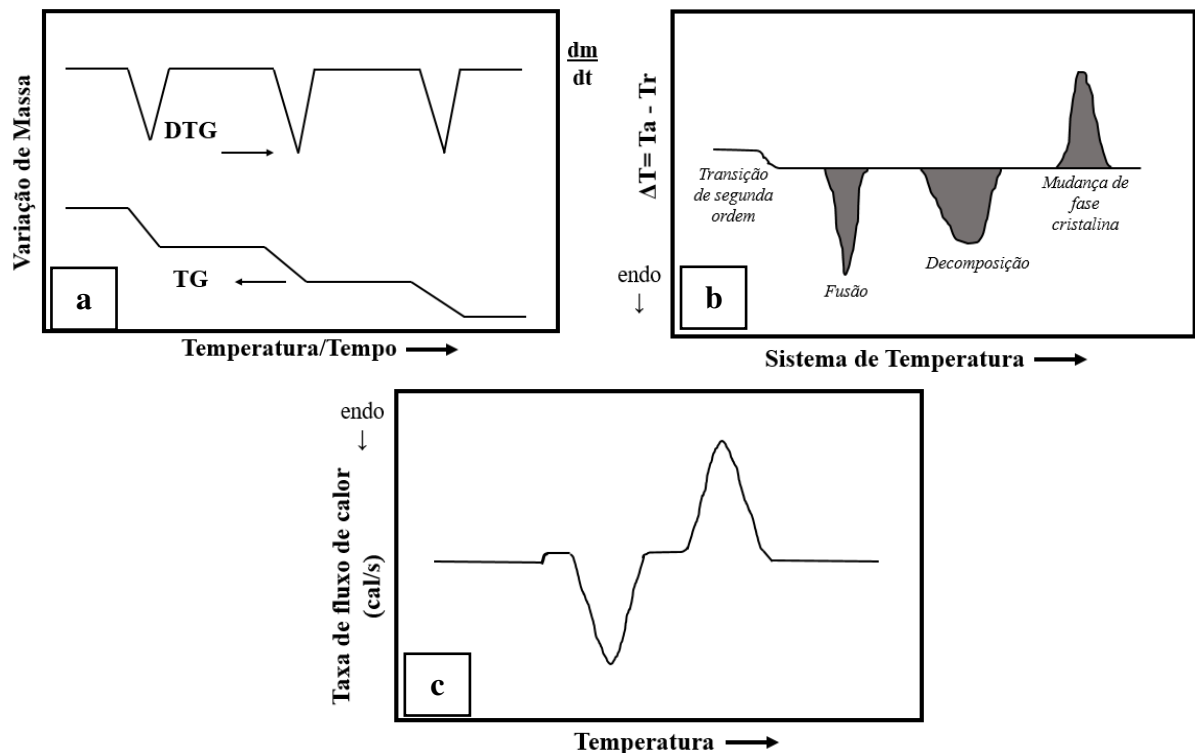 Variação de Massa
DTG
TG
a
Temperatura/Tempo
dm
dt
ΔT= Ta - Tr
endo
↓
Transição
de segunda
ordem
Fusão
Decomposição
Mudança de
fase
cristalina
b
Sistema de Temperatura
endo
↓
Taxa de fluxo de calor
(cal/s)
c
Temperatura